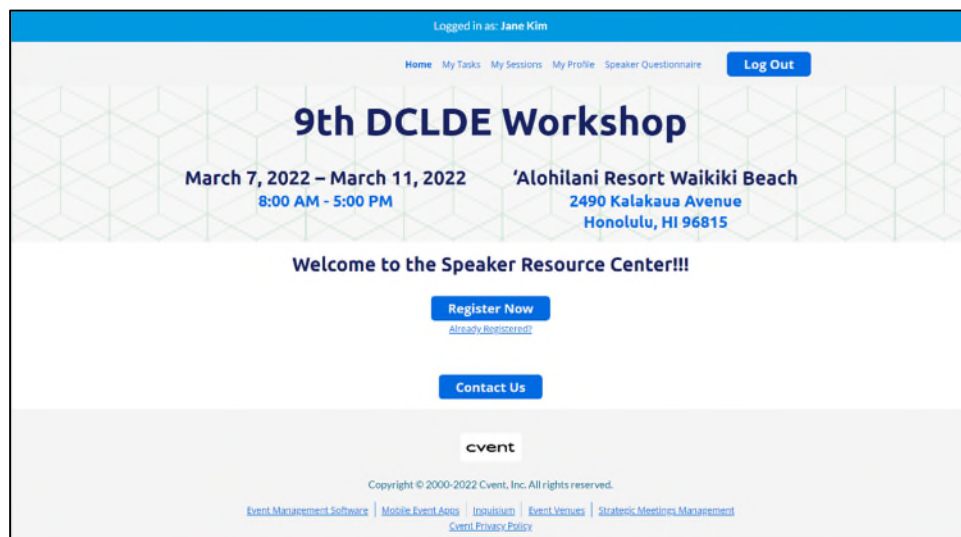 Logged in as: Jane Kim
Home My Tasks My Sessions My Profile Speaker Questionnaire Log Out
9th DCLDE Workshop
March 7, 2022 – March 11, 2022
8:00 AM - 5:00 PM
‘Alohilani Resort Waikiki Beach
2490 Kalakaua Avenue
Honolulu, HI 96815
Welcome to the Speaker Resource Center!!!
Register Now
Already Registered?
Contact Us
cvent
Copyright © 2000-2022 Cvent, Inc. All rights reserved.
Event Management Software | Mobile Event Apps | Inquisium | Event Venues | Strategic Meetings Management
Cvent Privacy Policy